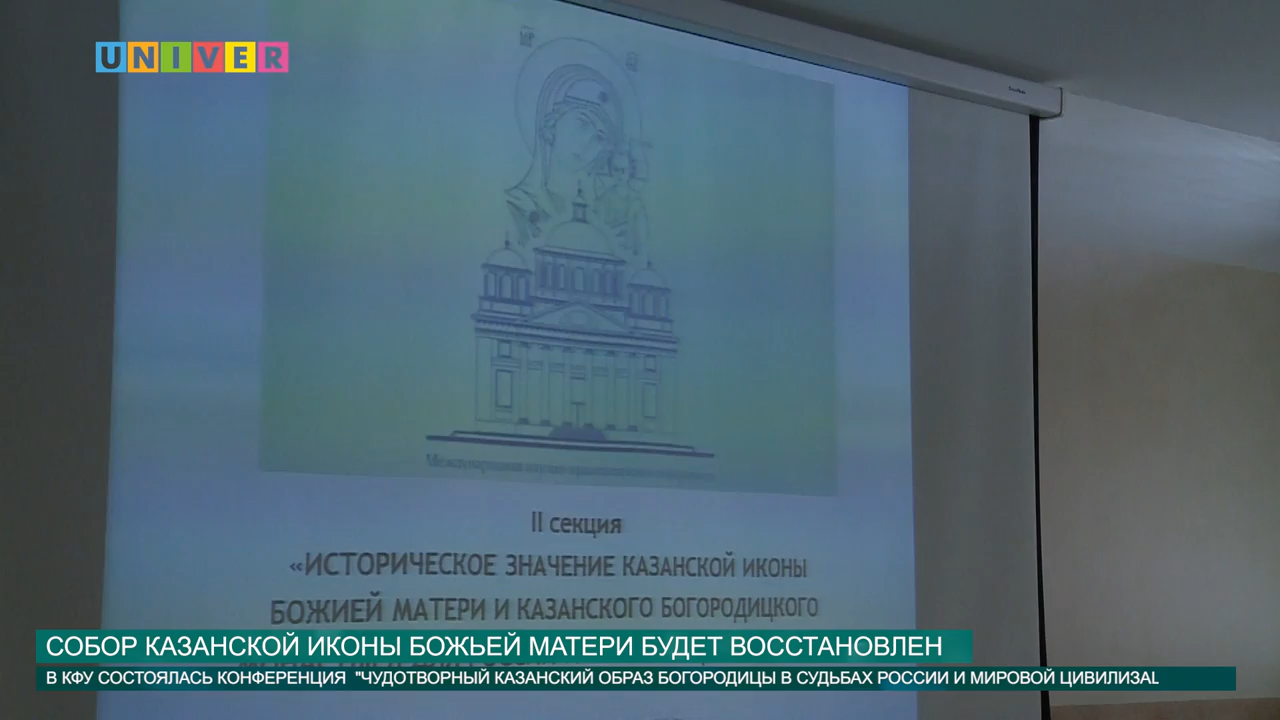 UNIVER
II секция
«ИСТОРИЧЕСКОЕ ЗНАЧЕНИЕ КАЗАНСКОЙ ИКОНЫ
БОЖИЕЙ МАТЕРИ И КАЗАНСКОГО БОГОРОДИЦКОГО
СОБОР КАЗАНСКОЙ ИКОНЫ БОЖЬЕЙ МАТЕРИ БУДЕТ ВОССТАНОВЛЕН
В КФУ СОСТОЯЛАСЬ КОНФЕРЕНЦИЯ "ЧУДОТВОРНЫЙ КАЗАНСКИЙ ОБРАЗ БОГОРОДИЦЫ В СУДЬБАХ РОССИИ И МИРОВОЙ